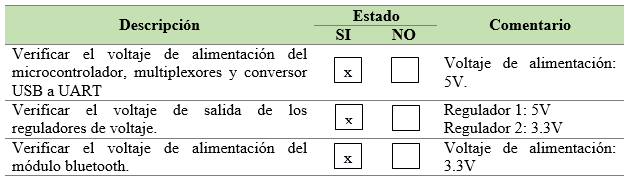 Descripción Estado Comentario
SI NO
Verificar el voltaje de alimentación del
microcontrolador, multiplexores y conversor
USB a UART
x
Voltaje de alimentación:
5V.
Verificar el voltaje de salida de los
reguladores de voltaje.
x
Regulador 1: 5V
Regulador 2: 3.3V
Verificar el voltaje de alimentación del
módulo bluetooth.
x
Voltaje de alimentación:
3.3V